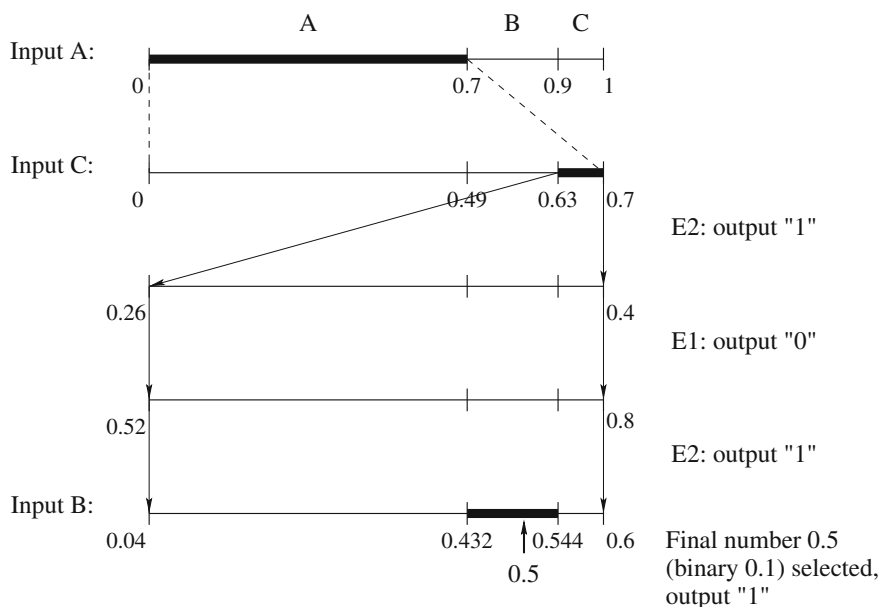 A B C
Input A:
0 0.7 0.9 1
Input C:
0 0.49 0.63 0.7
E2: output "1"
0.26 0.4
E1: output "0"
0.52 0.8
E2: output "1"
Input B:
0.04 0.432 0.544 0.6
0.5
Final number 0.5
(binary 0.1) selected,
output "1"